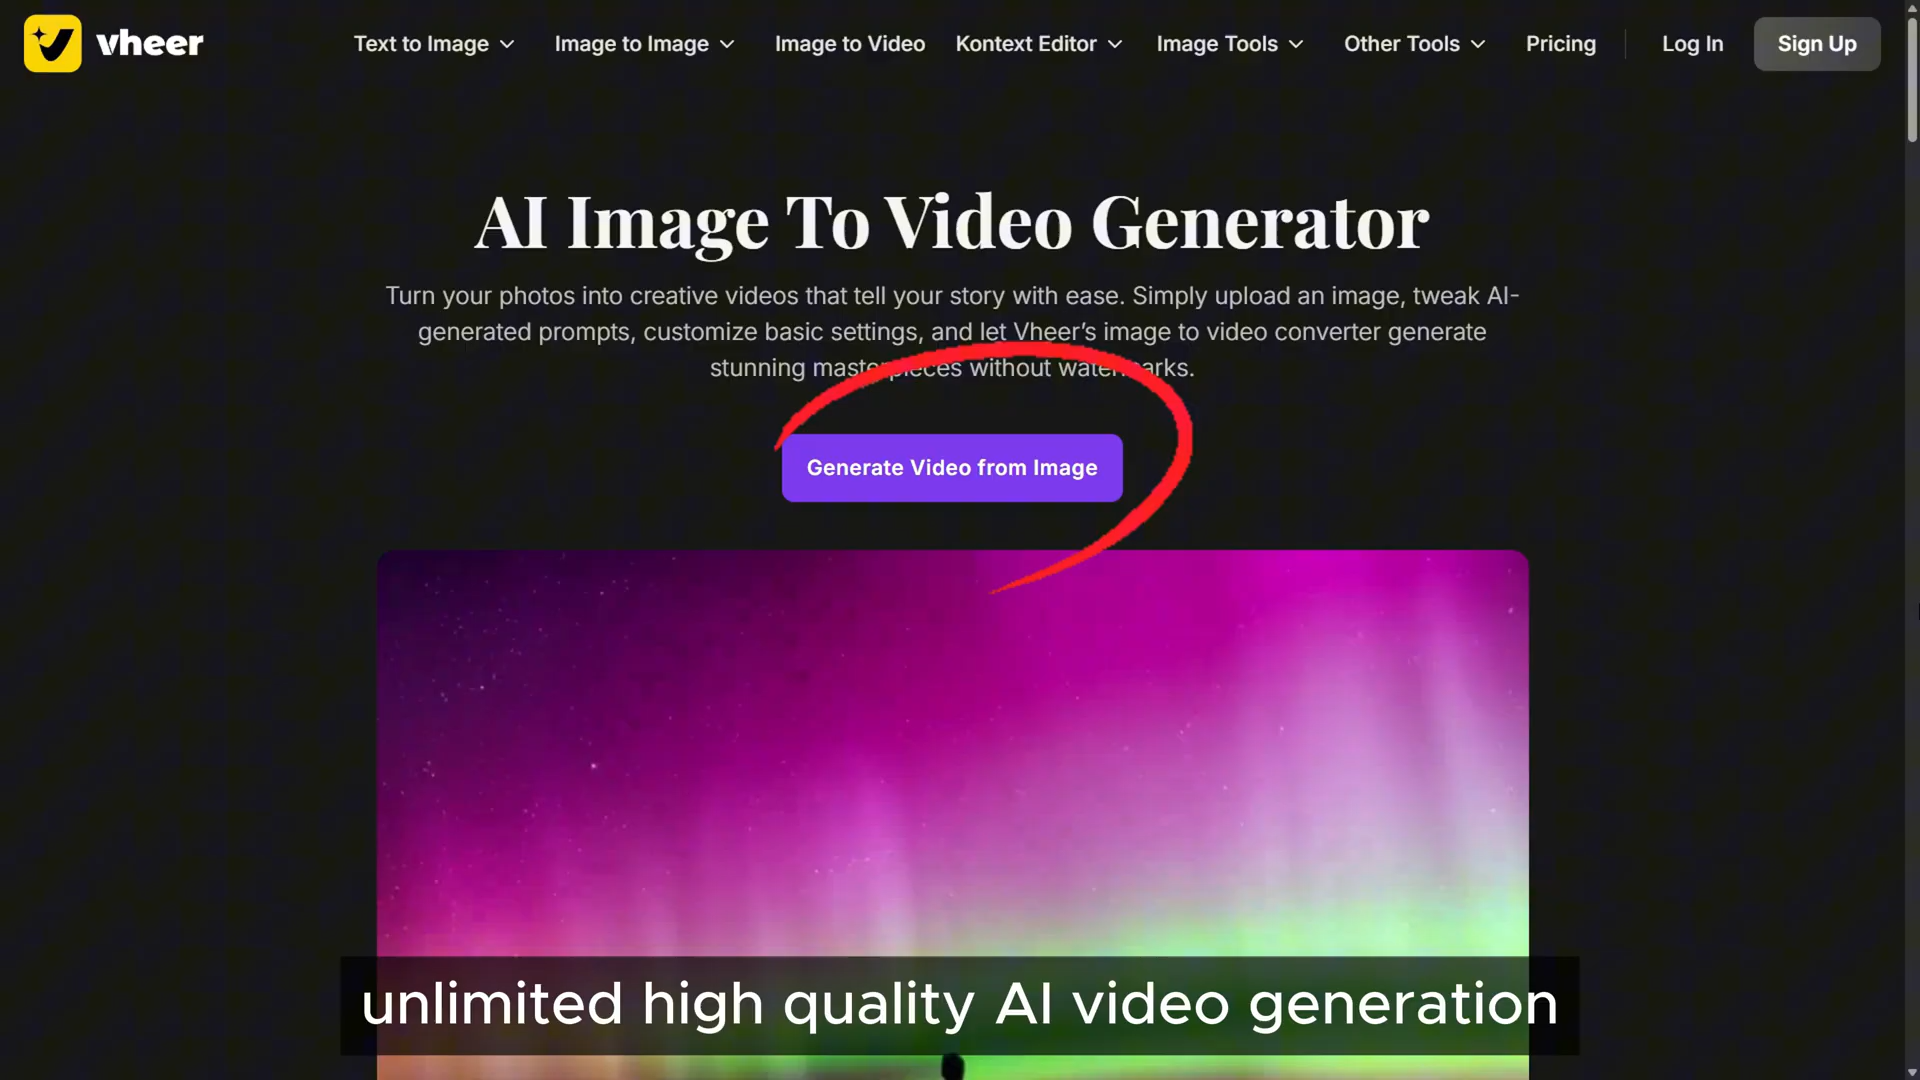 vheer
Text to Image
Image to Image
Image to Video
Kontext Editor
Image Tools
Other Tools
Pricing
Log In
Sign Up
AI Image To Video Generator
Turn your photos into creative videos that tell your story with ease. Simply upload an image, tweak AI-
generated prompts, customize basic settings, and let Vheer’s image to video converter generate
stunning masterpieces without watermarks.
Generate Video from Image
unlimited high quality AI video generation